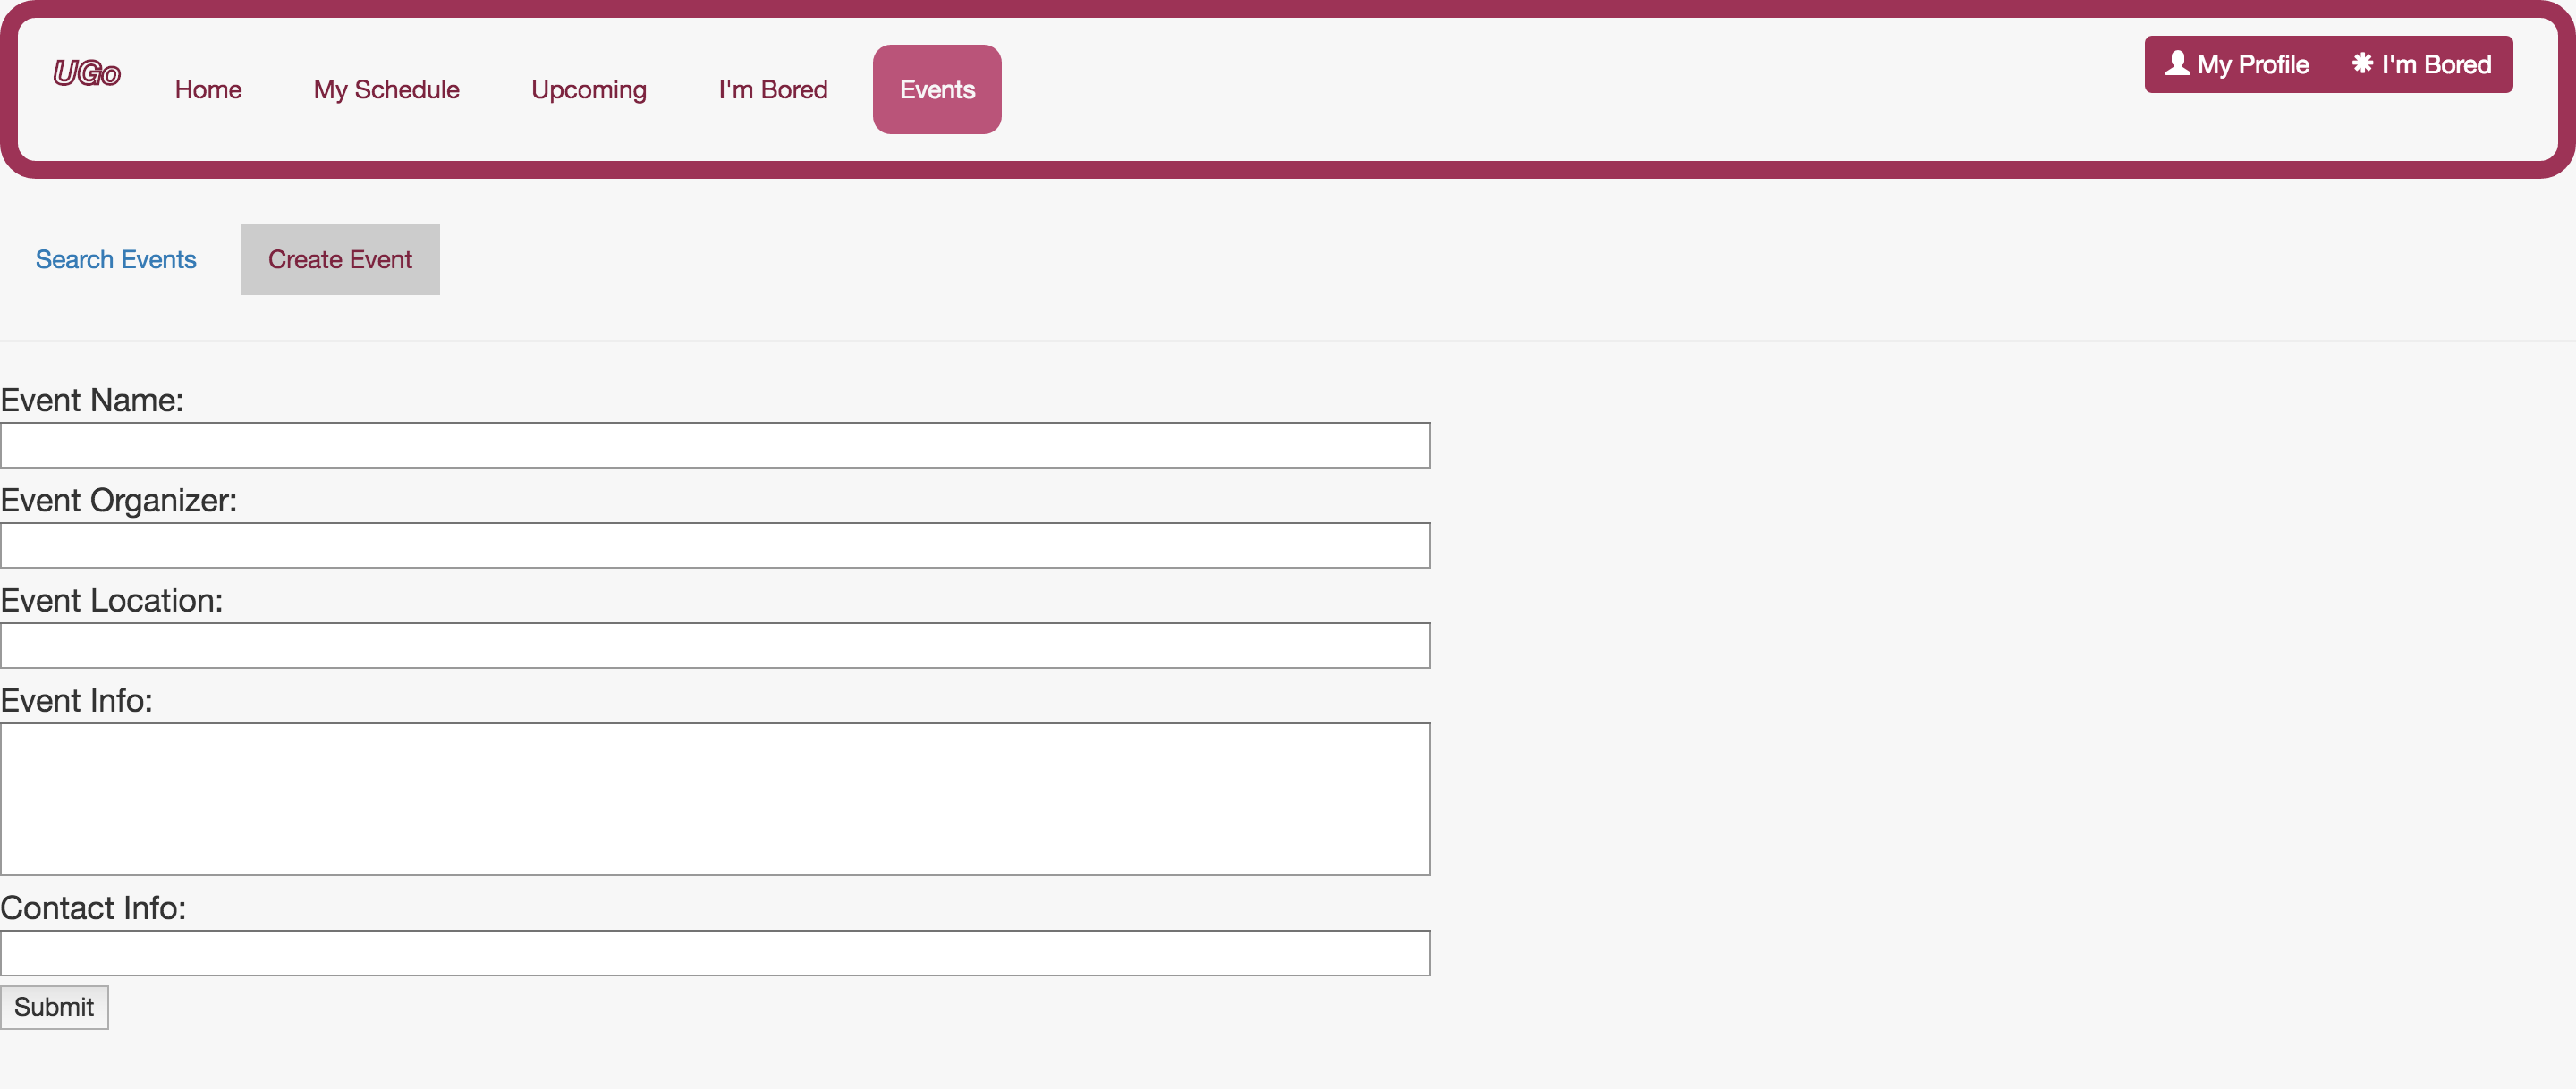 UGo
Home My Schedule Upcoming I'm Bored Events
My Profile I'm Bored
Search Events Create Event
Event Name:
Event Organizer:
Event Location:
Event Info:
Contact Info:
Submit